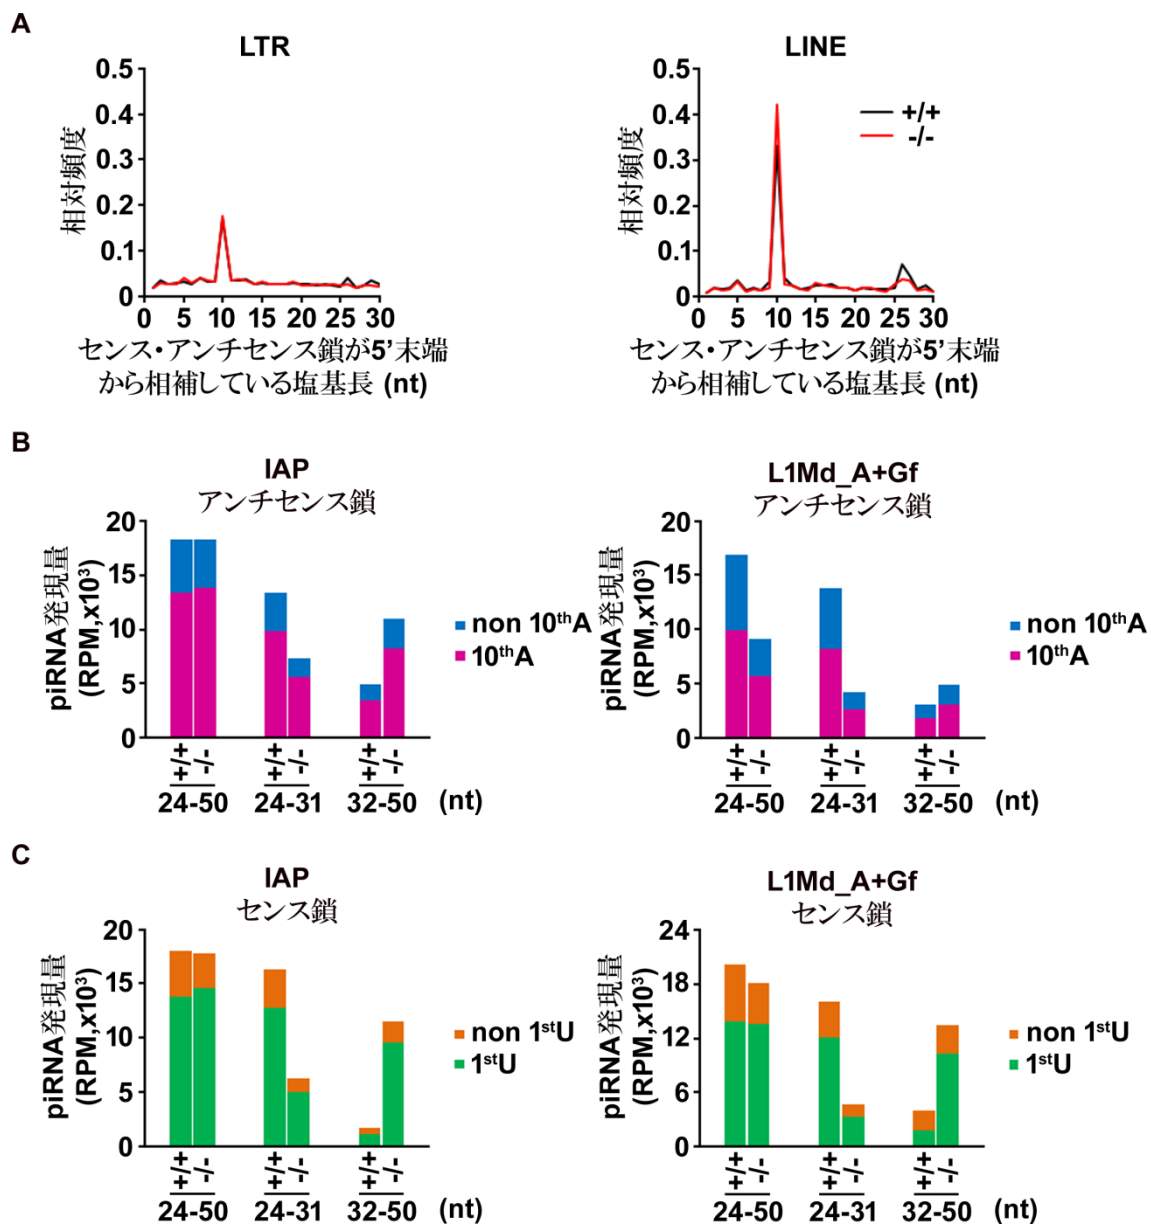 A
LTR
LINE
0.5
0.4
0.3
0.2
0.1
0
相対頻度
0 5 10 15 20 25 30
センス・アンチセンス鎖が5'末端
から相補している塩基長 (nt)
0.5
0.4
0.3
0.2
0.1
0
相対頻度
+/+
-/-
0 5 10 15 20 25 30
センス・アンチセンス鎖が5'末端
から相補している塩基長 (nt)
B
IAP
アンチセンス鎖
20
15
10
5
0
piRNA発現量
(RPM,x10³)
non 10ᵗʰA
10ᵗʰA
+/+ -/- +/+ -/- +/+ -/-
24-50 24-31 32-50 (nt)
L1Md_A+Gf
アンチセンス鎖
20
15
10
5
0
piRNA発現量
(RPM,x10³)
non 10ᵗʰA
10ᵗʰA
+/+ -/- +/+ -/- +/+ -/-
24-50 24-31 32-50 (nt)
C
IAP
センス鎖
20
15
10
5
0
piRNA発現量
(RPM,x10³)
non 1ˢᵗU
1ˢᵗU
+/+ -/- +/+ -/- +/+ -/-
24-50 24-31 32-50 (nt)
L1Md_A+Gf
センス鎖
24
18
12
6
0
piRNA発現量
(RPM,x10³)
non 1ˢᵗU
1ˢᵗU
+/+ -/- +/+ -/- +/+ -/-
24-50 24-31 32-50 (nt)